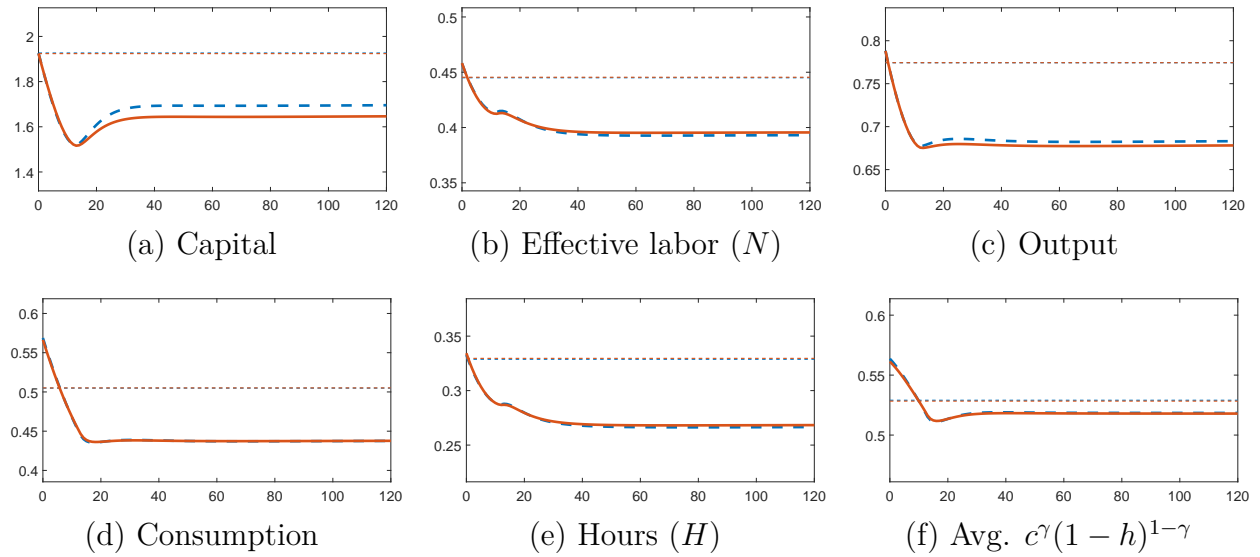 2
1.8
1.6
1.4
0 20 40 60 80 100 120
(a) Capital
0.5
0.45
0.4
0.35
0 20 40 60 80 100 120
(b) Effective labor (N)
0.8
0.75
0.7
0.65
0 20 40 60 80 100 120
(c) Output
0.6
0.55
0.5
0.45
0.4
0 20 40 60 80 100 120
(d) Consumption
0.35
0.3
0.25
0 20 40 60 80 100 120
(e) Hours (H)
0.6
0.55
0.5
0 20 40 60 80 100 120
(f) Avg. c^γ(1 − h)^{1−γ}